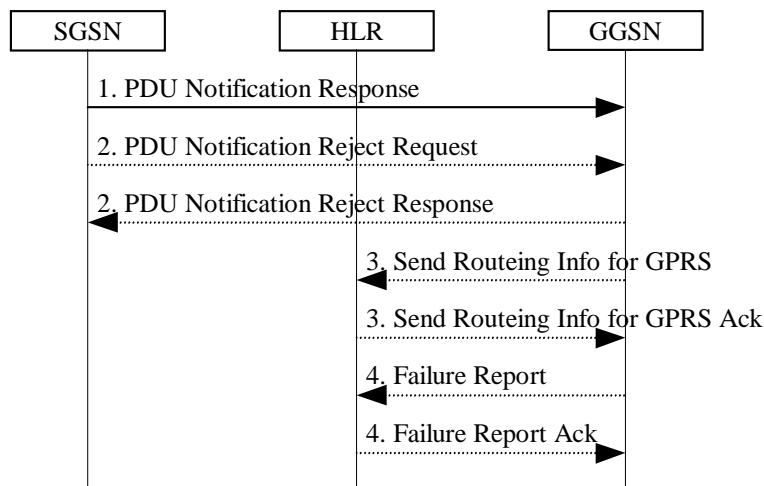 SGSN HLR GGSN
1. PDU Notification Response
2. PDU Notification Reject Request
2. PDU Notification Reject Response
3. Send Routeing Info for GPRS
3. Send Routeing Info for GPRS Ack
4. Failure Report
4. Failure Report Ack